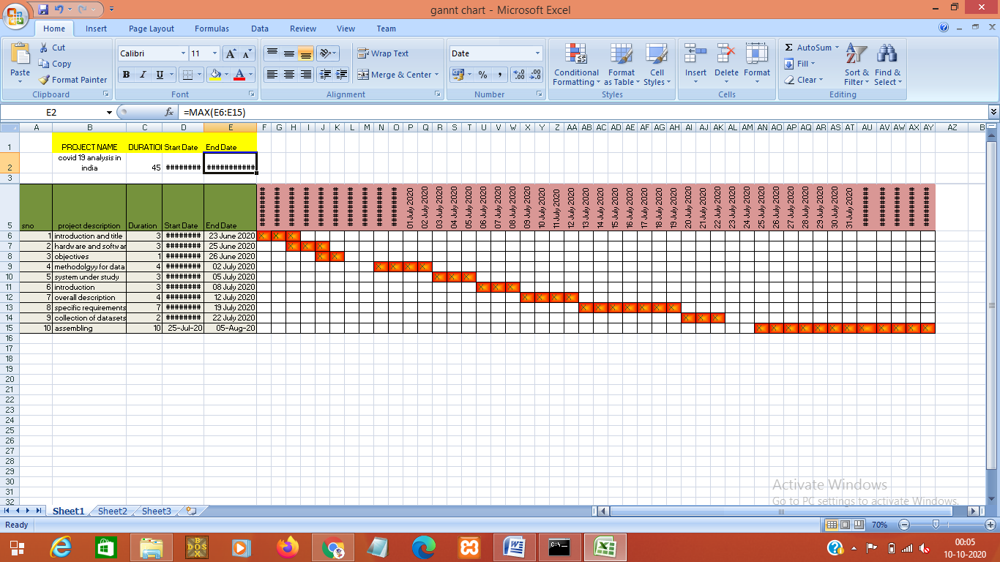 gannt chart - Microsoft Excel
Home Insert Page Layout Formulas Data Review View Team
Cut
Copy
Format Painter
Paste
Clipboard
Calibri 11
B I U A
Font
Wrap Text
Merge & Center
Alignment
Date
% ,
Number
Conditional Formatting
Format as Table
Cell Styles
Styles
Insert Delete Format
Cells
Σ AutoSum
Fill
Clear
Sort & Filter
Find & Select
Editing
E2 fx =MAX(E6:E15)
A B C D E F G H I J K L M N O P Q R S T U V W X Y Z AA AB AC AD AE AF AG AH AI AJ AK AL AM AN AO AP AQ AR AS AT AU AV AW AX AY AZ B
1 PROJECT NAME DURATIO Start Date End Date
2 covid 19 analysis in india 45 ######## ###########
3
5 sno project description Duration Start Date End Date 01 July 2020 02 July 2020 03 July 2020 04 July 2020 05 July 2020 06 July 2020 07 July 2020 08 July 2020 09 July 2020 10 July 2020 11 July 2020 12 July 2020 13 July 2020 14 July 2020 15 July 2020 16 July 2020 17 July 2020 18 July 2020 19 July 2020 20 July 2020 21 July 2020 22 July 2020 23 July 2020 24 July 2020 25 July 2020 26 July 2020 27 July 2020 28 July 2020 29 July 2020 30 July 2020 31 July 2020
6 1 introduction and title 3 ######## 23 June 2020 X X X
7 2 hardware and softwar 3 ######## 25 June 2020 X X X
8 3 objectives 1 ######## 26 June 2020 X X
9 4 methodolgyy for data 4 ######## 02 July 2020 X X X X
10 5 system under study 3 ######## 05 July 2020 X X X
11 6 introduction 3 ######## 08 July 2020 X X X
12 7 overall description 4 ######## 12 July 2020 X X X X
13 8 specific requirements 7 ######## 19 July 2020 X X X X X X X
14 9 collection of datasets 2 ######## 22 July 2020 X X X
15 10 assembling 10 25-Jul-20 05-Aug-20 X X X X X X X X X X X X
16
17
18
19
20
21
22
23
24
25
26
27
28
29
30
31
32
Activate Windows
Go to PC settings to activate Windows.
Sheet1 Sheet2 Sheet3
Ready 70%
00:05
10-10-2020